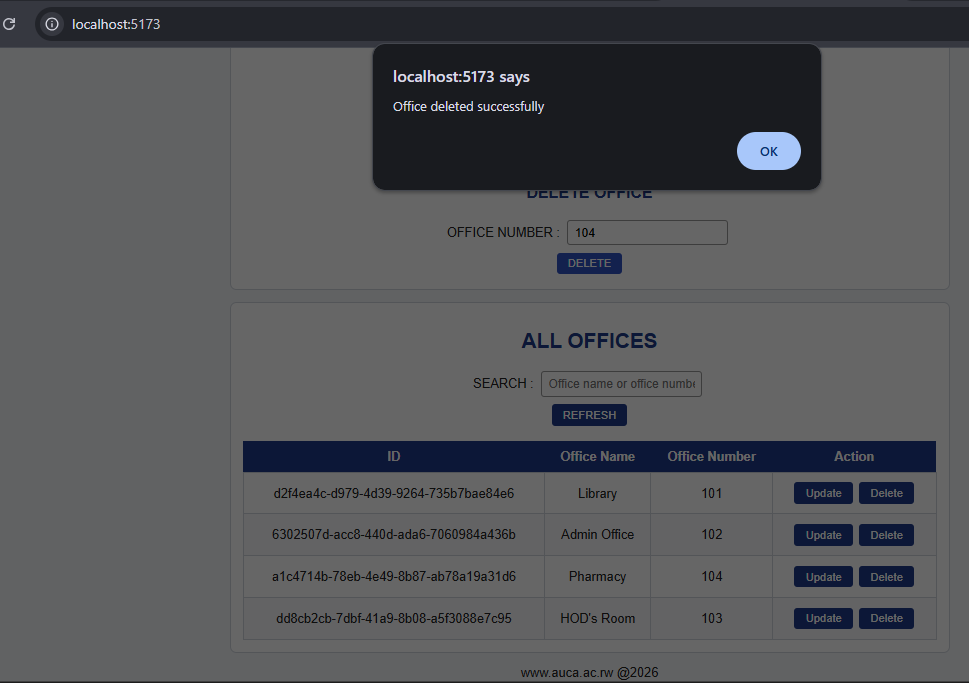 localhost:5173
localhost:5173 says
Office deleted successfully
OK
DELETE OFFICE
OFFICE NUMBER : 104
DELETE
ALL OFFICES
SEARCH : Office name or office numbe
REFRESH
ID Office Name Office Number Action
d2f4ea4c-d979-4d39-9264-735b7bae84e6 Library 101 Update Delete
6302507d-acc8-440d-ada6-7060984a436b Admin Office 102 Update Delete
a1c4714b-78eb-4e49-8b87-ab78a19a31d6 Pharmacy 104 Update Delete
dd8cb2cb-7dbf-41a9-8b08-a5f3088e7c95 HOD's Room 103 Update Delete
www.auca.ac.rw @2026